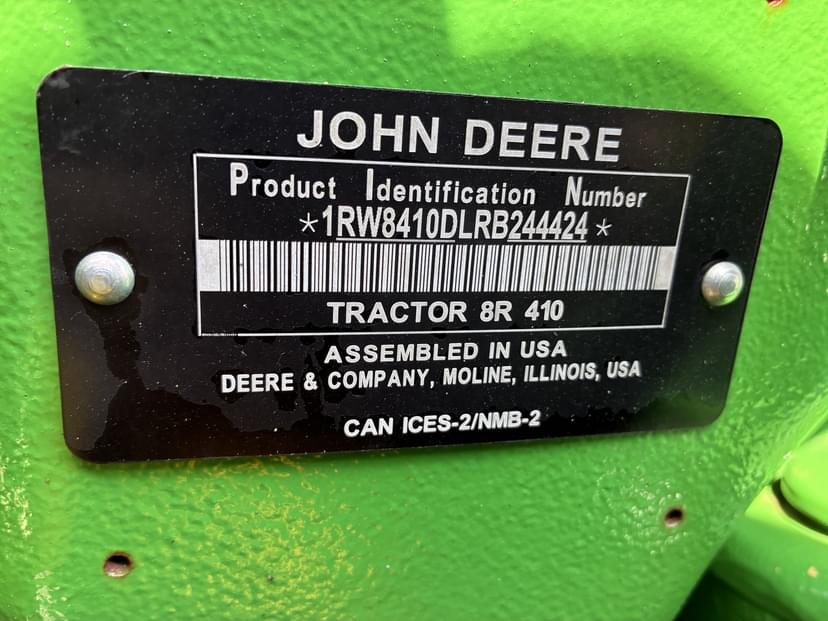 JOHN DEERE
Product Identification Number
*1RW8410DLRB244424*
TRACTOR 8R 410
ASSEMBLED IN USA
DEERE & COMPANY, MOLINE, ILLINOIS, USA
CAN ICES-2/NMB-2